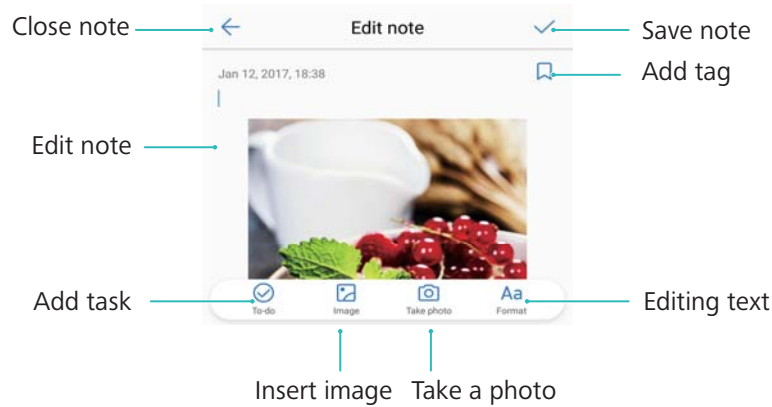 Close note
Edit note
Save note
Jan 12, 2017, 18:38
Add tag
Edit note
Add task
To-do
Image
Take photo
Aa
Format
Editing text
Insert image
Take a photo